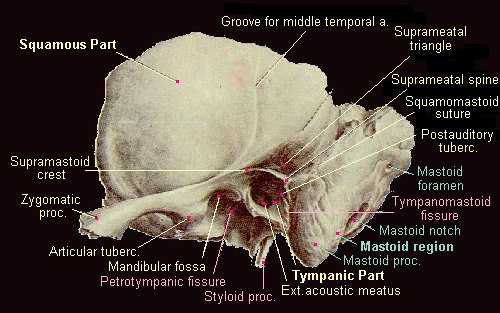 Groove for middle temporal a.
Squamous Part
Suprameatal
triangle
Suprameatal spine
Squamomastoid
suture
Postauditory
tuberc.
Supramastoid
crest
Mastoid
foramen
Zygomatic
proc.
Tympanomastoid
fissure
Mastoid notch
Articular tuberc.
Mastoid region
Mandibular fossa
Mastoid proc.
Petrotympanic fissure
Tympanic Part
Styloid proc.
Ext.acoustic meatus